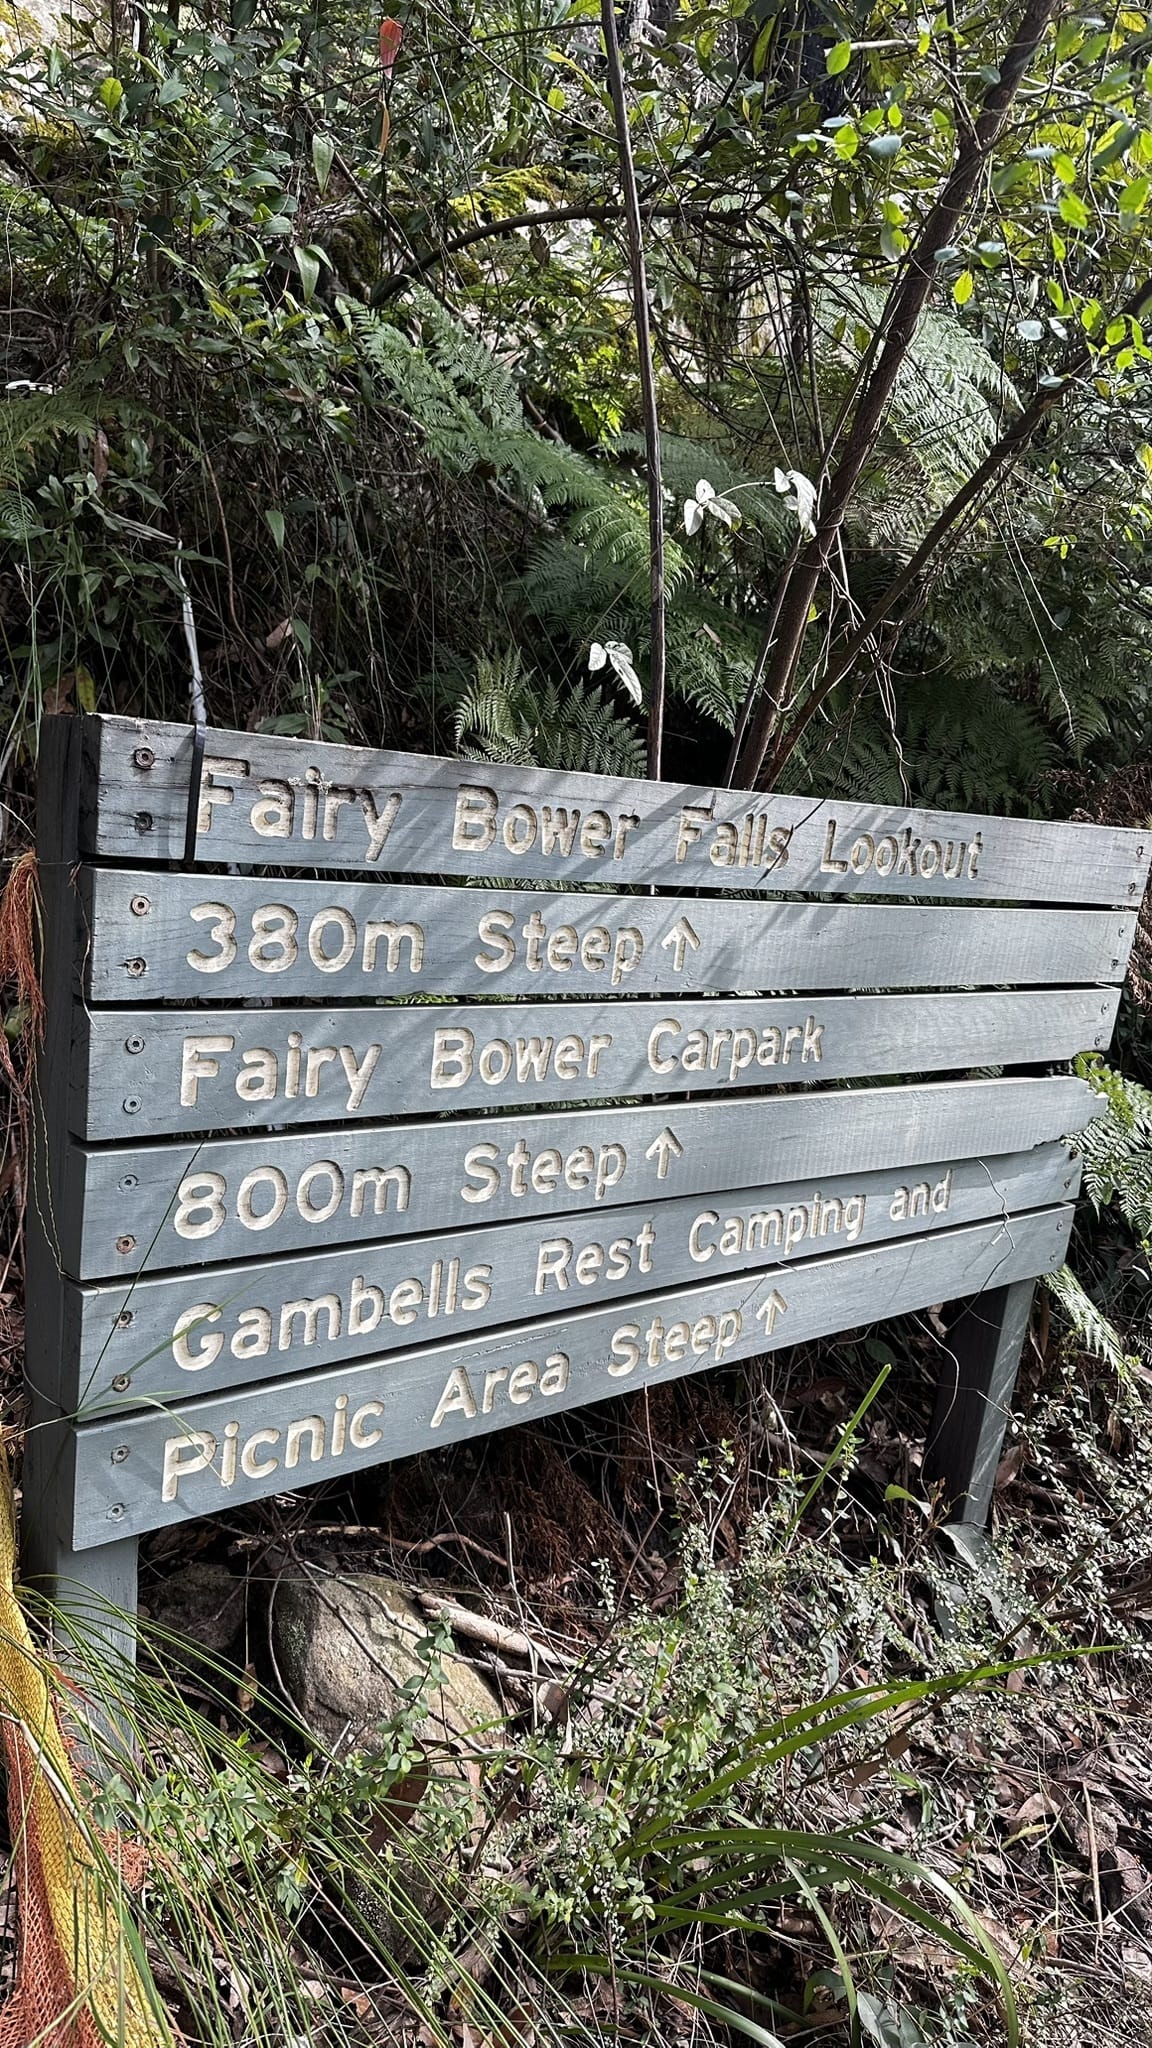 Fairy Bower Falls Lookout
380m Steep ↑
Fairy Bower Carpark
800m Steep ↑
Gambells Rest Camping and
Picnic Area Steep ↑